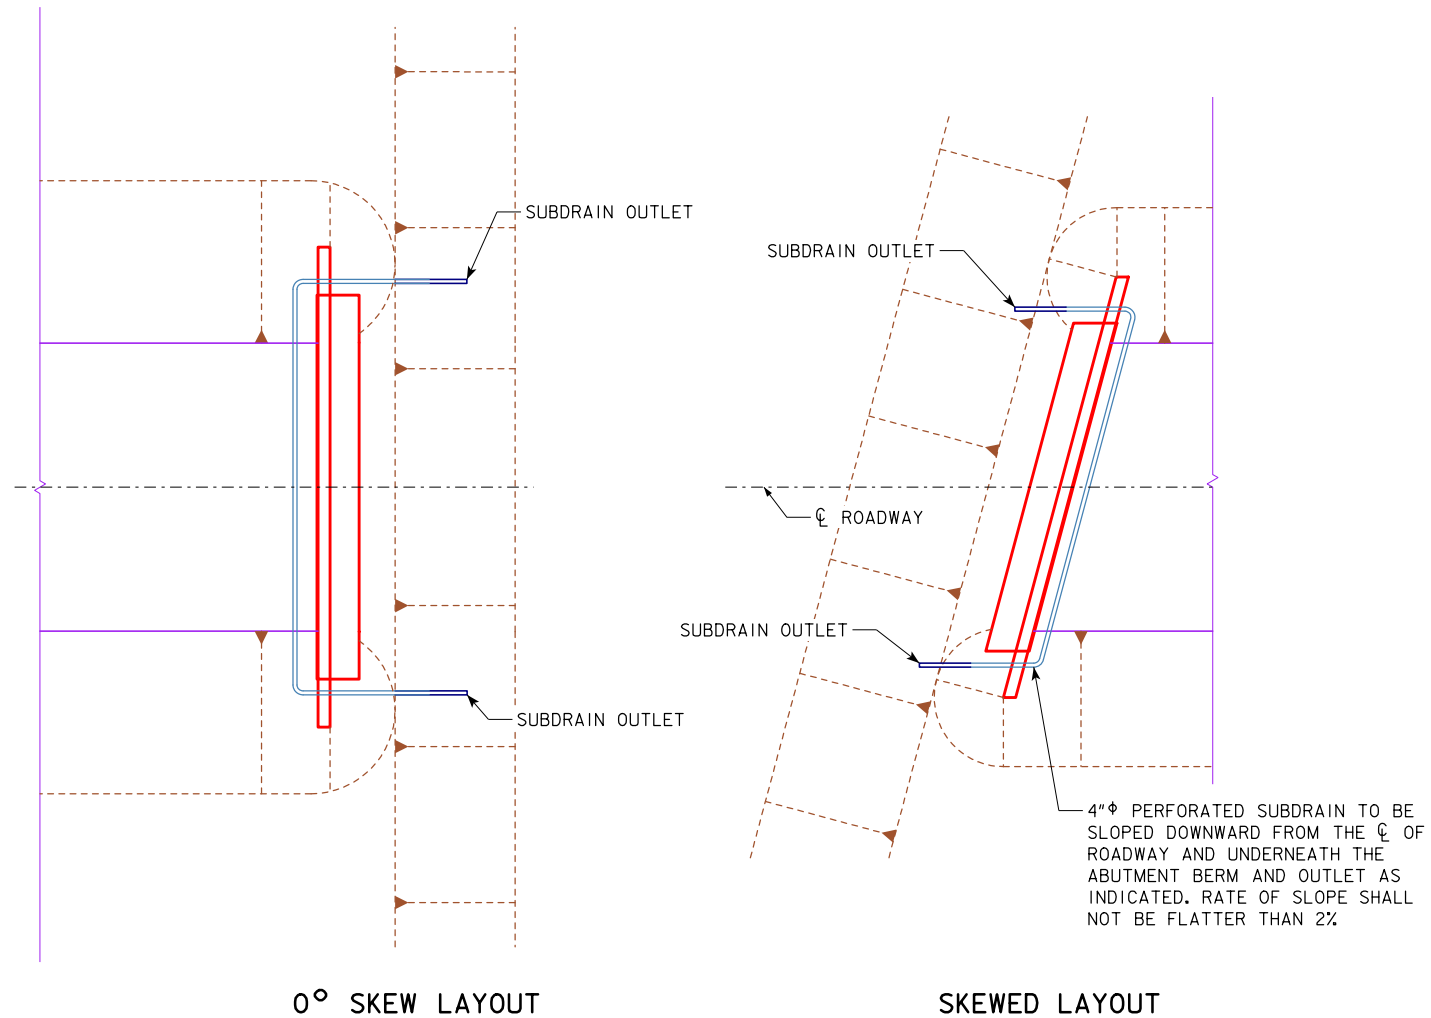 SUBDRAIN OUTLET
SUBDRAIN OUTLET
0° SKEW LAYOUT
SUBDRAIN OUTLET
℄ ROADWAY
SUBDRAIN OUTLET
4"ϕ PERFORATED SUBDRAIN TO BE
SLOPED DOWNWARD FROM THE ℄ OF
ROADWAY AND UNDERNEATH THE
ABUTMENT BERM AND OUTLET AS
INDICATED. RATE OF SLOPE SHALL
NOT BE FLATTER THAN 2%
SKEWED LAYOUT